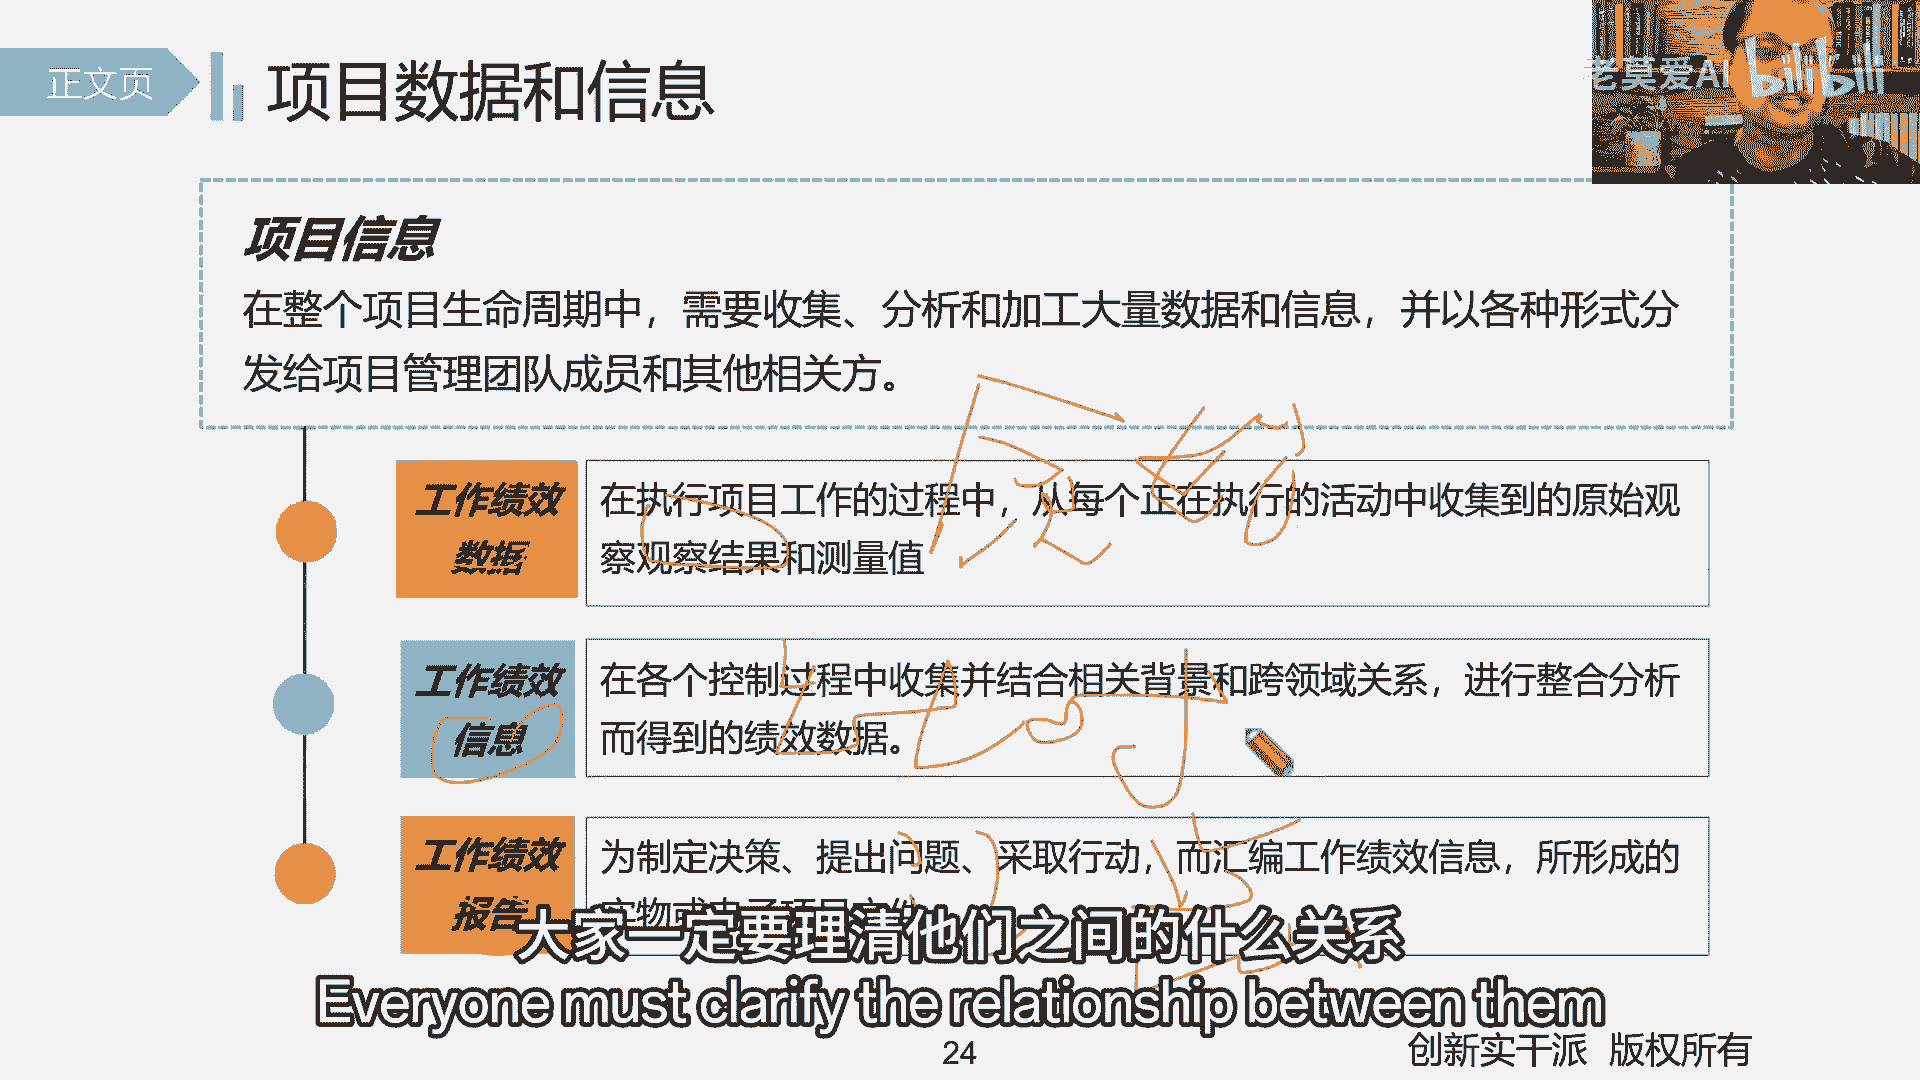 正文页
项目数据和信息
老莫爱AI
bilibili
项目信息
在整个项目生命周期中，需要收集、分析和加工大量数据和信息，并以各种形式分
发给项目管理团队成员和其他相关方。
工作绩效
数据
在执行项目工作的过程中，从每个正在执行的活动中收集到的原始观
察观察结果和测量值
工作绩效
信息
在各个控制过程中收集并结合相关背景和跨领域关系，进行整合分析
而得到的绩效数据。
工作绩效
报告
为制定决策、提出问题、采取行动，而汇编工作绩效信息，所形成的
大家一定要理清他们之间的什么关系
Everyone must clarify the relationship between them
24
创新实干派 版权所有